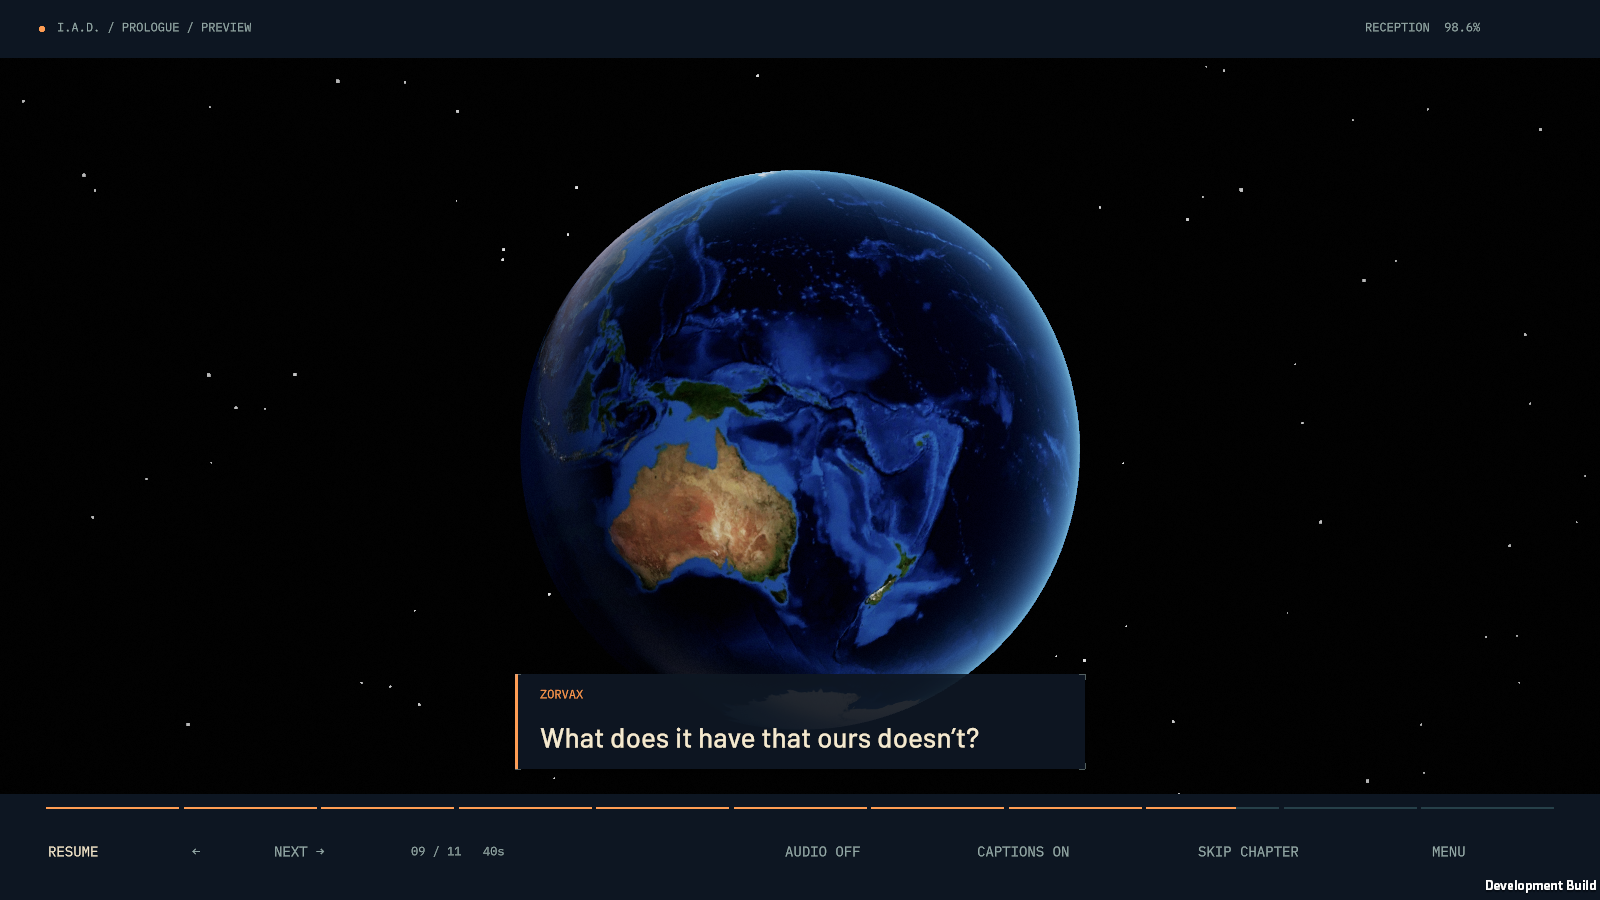 I.A.D. / PROLOGUE / PREVIEW
RECEPTION 98.6%
ZORVAX
What does it have that ours doesn’t?
RESUME ← NEXT → 09 / 11 40s AUDIO OFF CAPTIONS ON SKIP CHAPTER MENU
Development Build